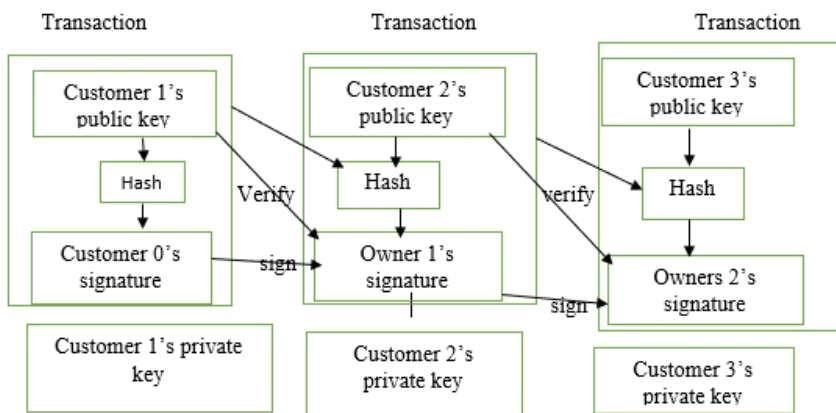 Transaction
Transaction
Transaction
Customer 1’s
public key
Hash
Customer 0’s
signature
Customer 1’s private
key
Verify
sign
Customer 2’s
public key
Hash
Owner 1’s
signature
Customer 2’s
private key
verify
sign
Customer 3’s
public key
Hash
Owners 2’s
signature
Customer 3’s
private key